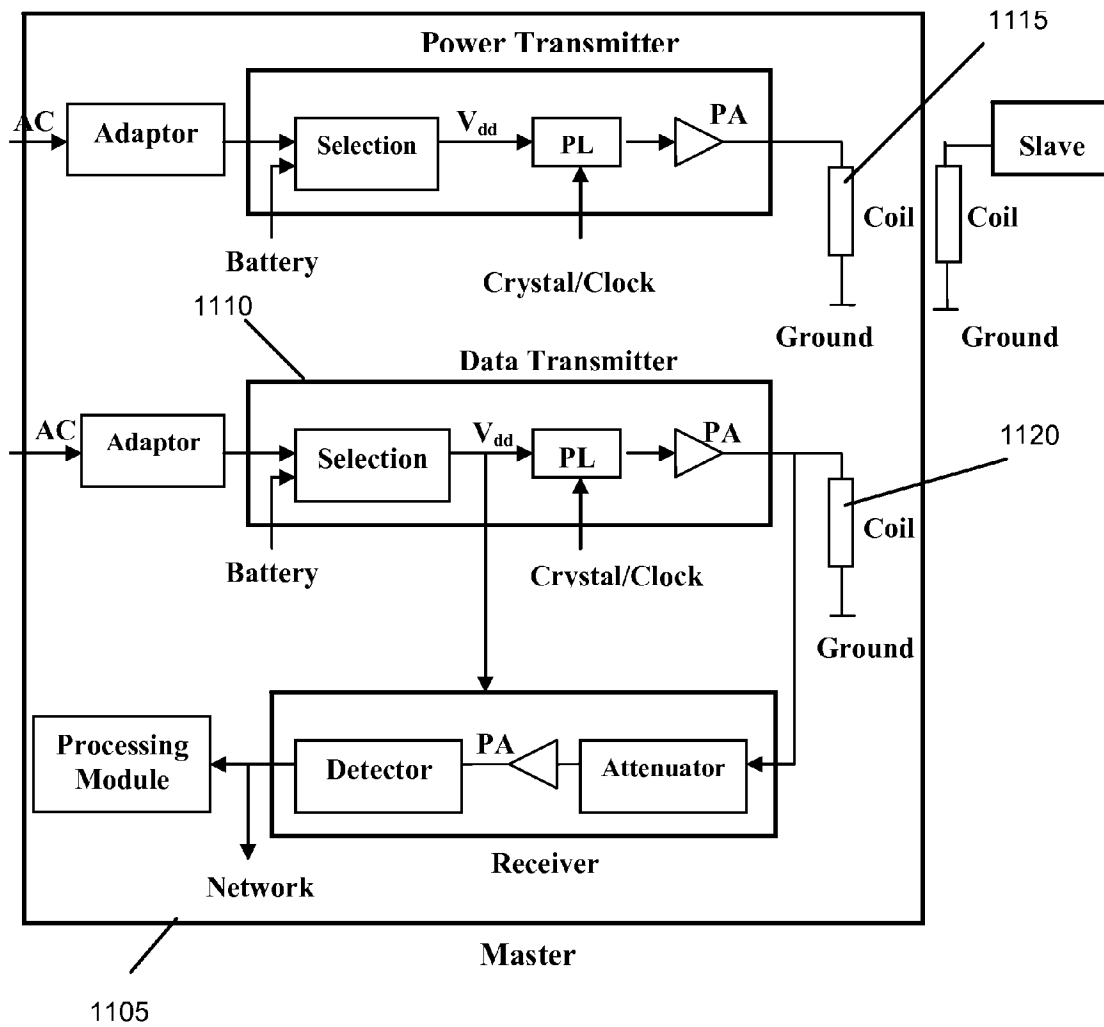 1115
Power Transmitter
AC
Adaptor
Selection
Vdd
PL
PA
Slave
Coil
Coil
Battery
Crystal/Clock
Ground
Ground
1110
Data Transmitter
AC
Adaptor
Selection
Vdd
PL
PA
1120
Coil
Battery
Crystal/Clock
Ground
Processing
Module
Detector
PA
Attenuator
Receiver
Network
Master
1105